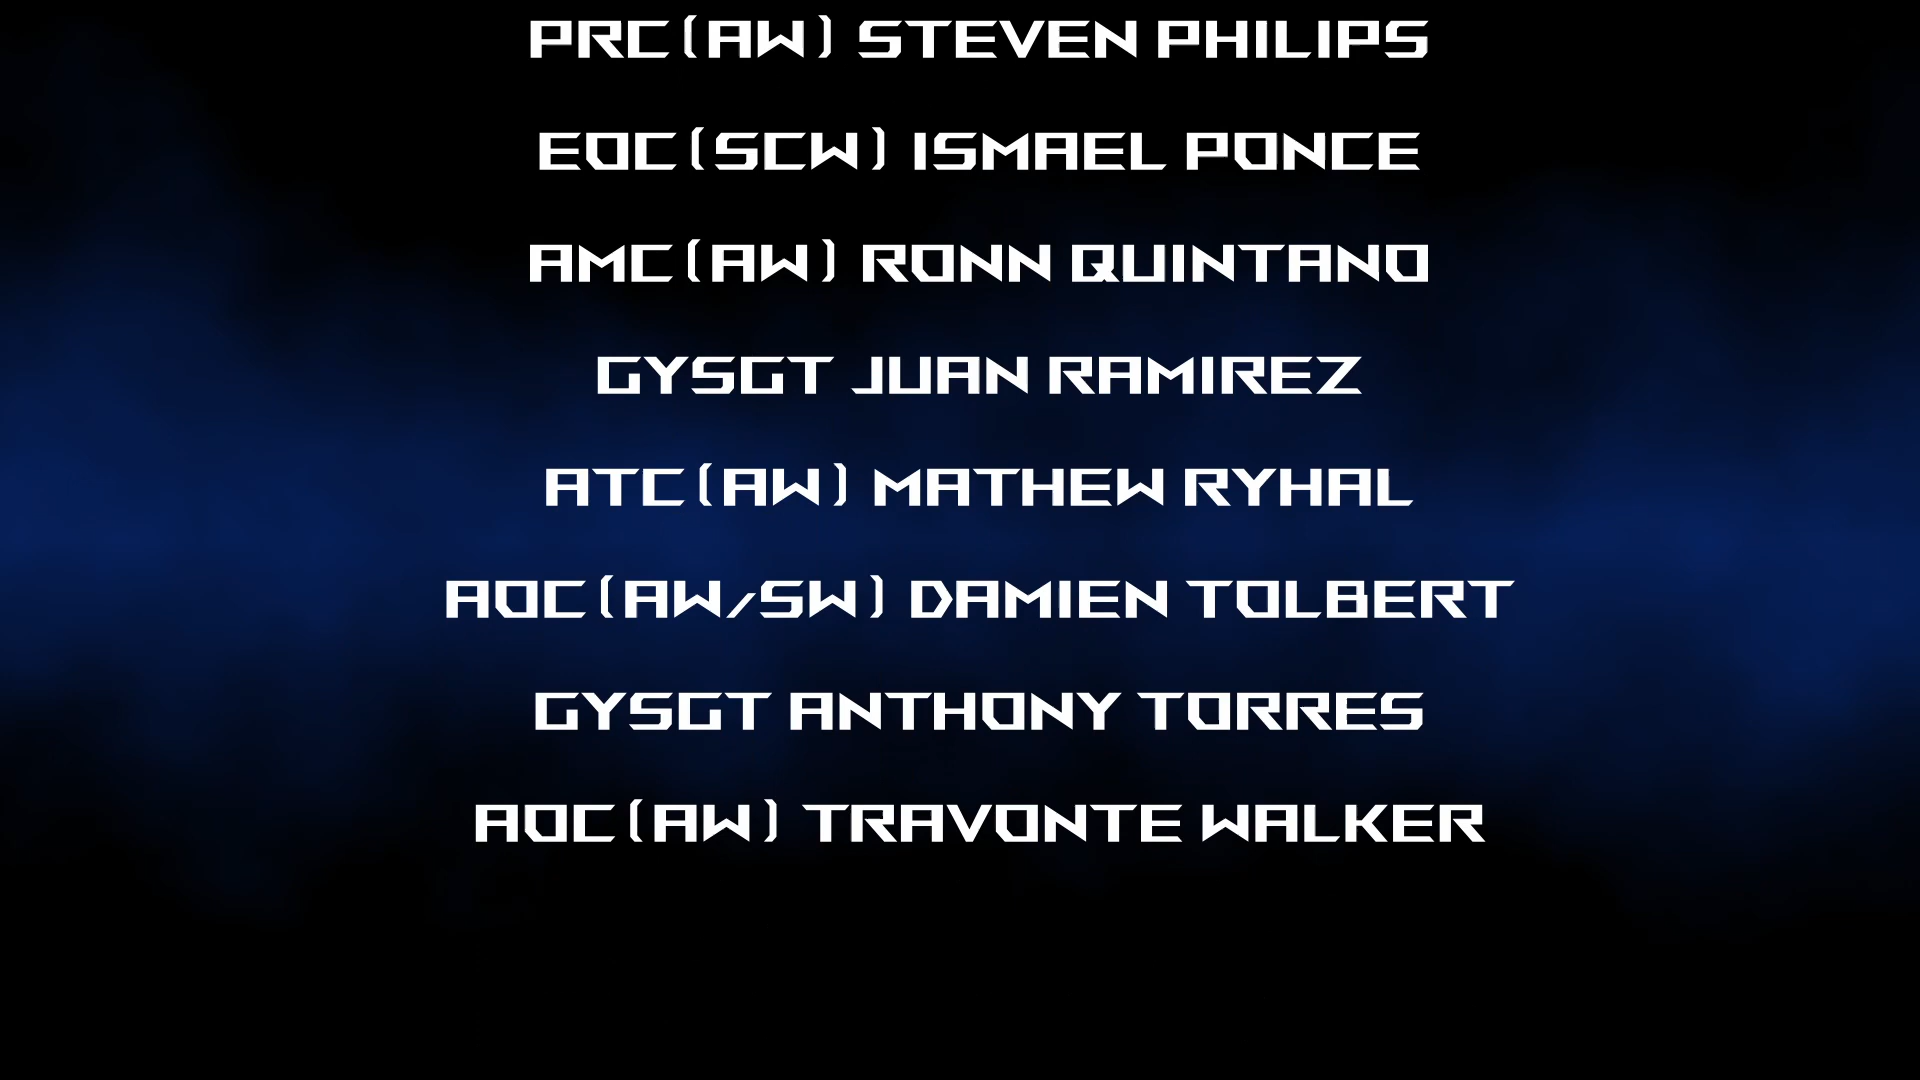 PRC(AW) STEVEN PHILIPS
EOC(SCW) ISMAEL PONCE
AMC(AW) RONN QUINTANO
GYSGT JUAN RAMIREZ
ATC(AW) MATHEW RYHAL
AOC(AW/SW) DAMIEN TOLBERT
GYSGT ANTHONY TORRES
AOC(AW) TRAVONTE WALKER